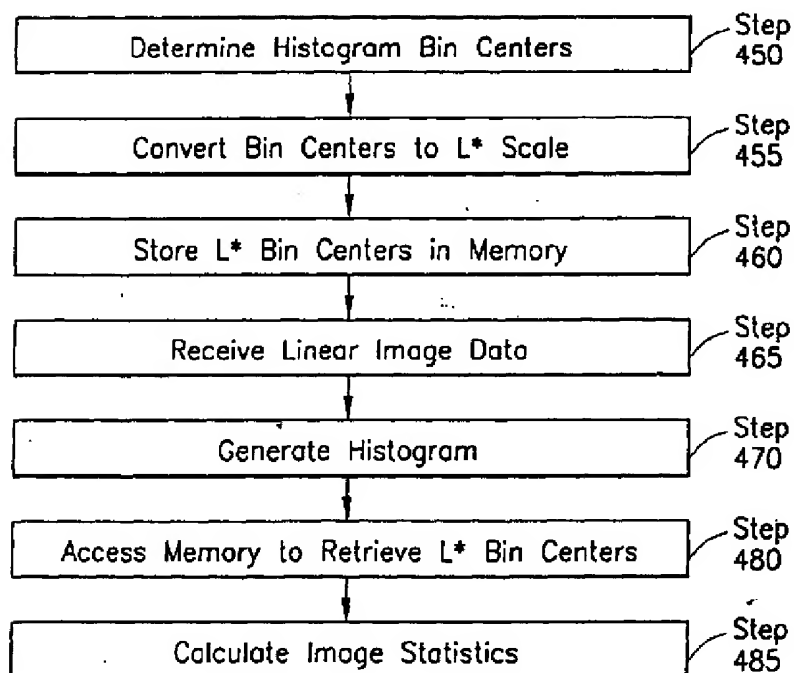 Determine Histogram Bin Centers
Step
450
Convert Bin Centers to L* Scale
Step
455
Store L* Bin Centers in Memory
Step
460
Receive Linear Image Data
Step
465
Generate Histogram
Step
470
Access Memory to Retrieve L* Bin Centers
Step
480
Calculate Image Statistics
Step
485